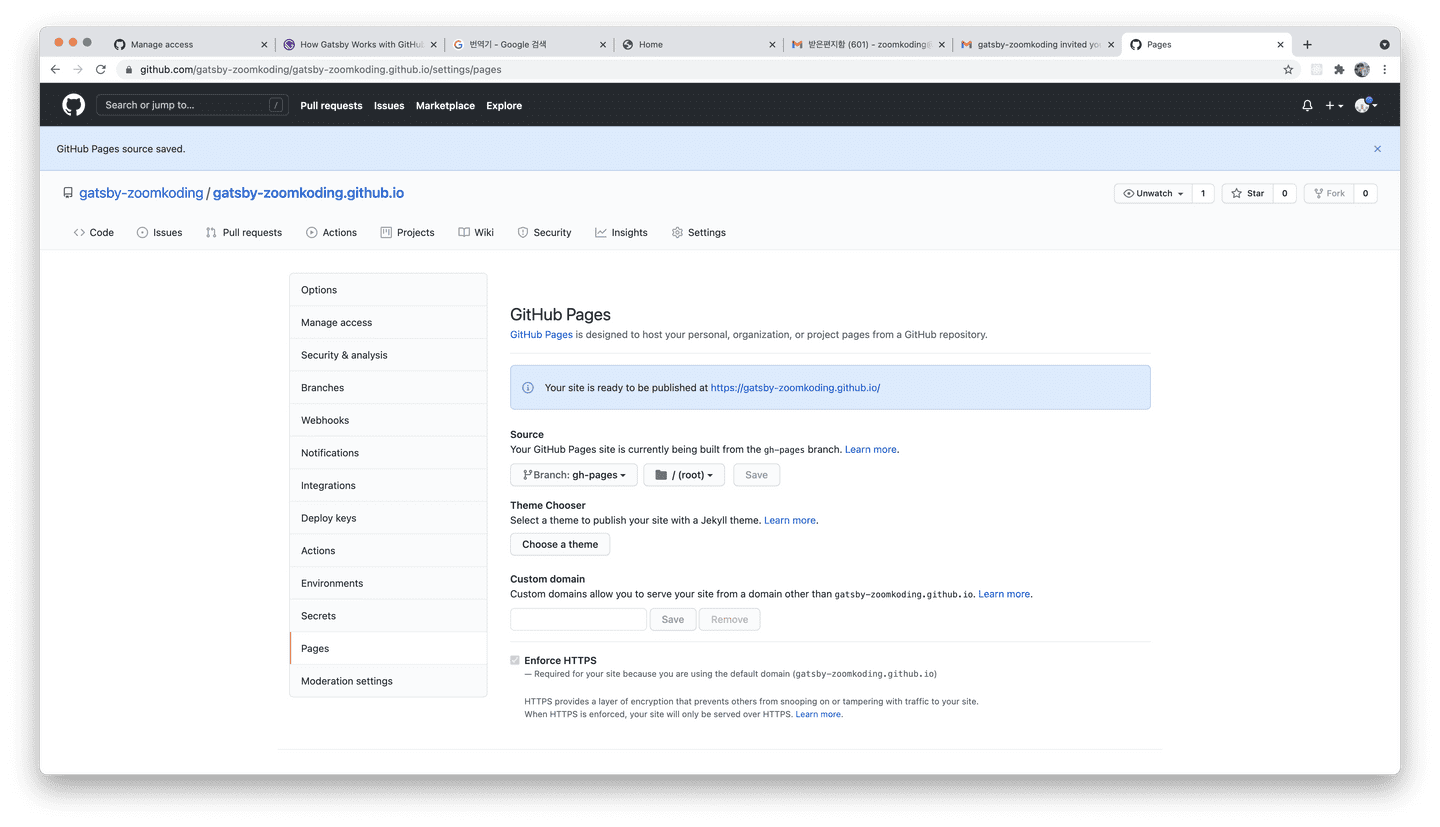 Manage access
How Gatsby Works with GitHub
번역기 - Google 검색
Home
받은편지함 (601) - zoomkoding@
gatsby-zoomkoding invited you
Pages
github.com/gatsby-zoomkoding/gatsby-zoomkoding.github.io/settings/pages
Search or jump to... /
Pull requests Issues Marketplace Explore
GitHub Pages source saved.
gatsby-zoomkoding / gatsby-zoomkoding.github.io
Unwatch 1 Star 0 Fork 0
Code Issues Pull requests Actions Projects Wiki Security Insights Settings
Options
Manage access
Security & analysis
Branches
Webhooks
Notifications
Integrations
Deploy keys
Actions
Environments
Secrets
Pages
Moderation settings
GitHub Pages
GitHub Pages is designed to host your personal, organization, or project pages from a GitHub repository.
Your site is ready to be published at https://gatsby-zoomkoding.github.io/
Source
Your GitHub Pages site is currently being built from the gh-pages branch. Learn more.
Branch: gh-pages / (root) Save
Theme Chooser
Select a theme to publish your site with a Jekyll theme. Learn more.
Choose a theme
Custom domain
Custom domains allow you to serve your site from a domain other than gatsby-zoomkoding.github.io. Learn more.
Save Remove
Enforce HTTPS
— Required for your site because you are using the default domain (gatsby-zoomkoding.github.io)
HTTPS provides a layer of encryption that prevents others from snooping on or tampering with traffic to your site.
When HTTPS is enforced, your site will only be served over HTTPS. Learn more.